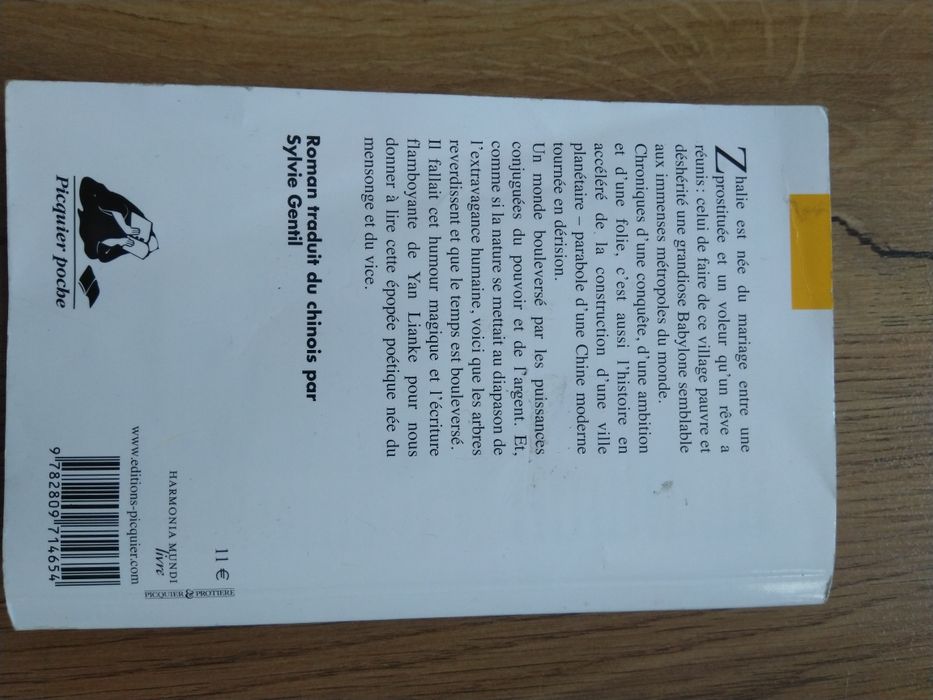 Zhalie est née du mariage entre une
prostituée et un voleur qu'un rêve a
réunis : celui de faire de ce village pauvre et
déshérité une grandiose Babylone semblable
aux immenses métropoles du monde.
Chroniques d'une conquête, d'une ambition
et d'une folie, c'est aussi l'histoire en
accéléré de la construction d'une ville
planétaire – parabole d'une Chine moderne
tournée en dérision.
Un monde bouleversé par les puissances
conjuguées du pouvoir et de l'argent. Et,
comme si la nature se mettait au diapason de
l'extravagance humaine, voici que les arbres
reverdissent et que le temps est bouleversé.
Il fallait cet humour magique et l'écriture
flamboyante de Yan Lianke pour nous
donner à lire cette épopée poétique née du
mensonge et du vice.
Roman traduit du chinois par
Sylvie Gentil
Picquier poche
11 €
PICQUIER & PROTIERE
HARMONIA MUNDI
livre
www.editions-picquier.com
9 782809 714654